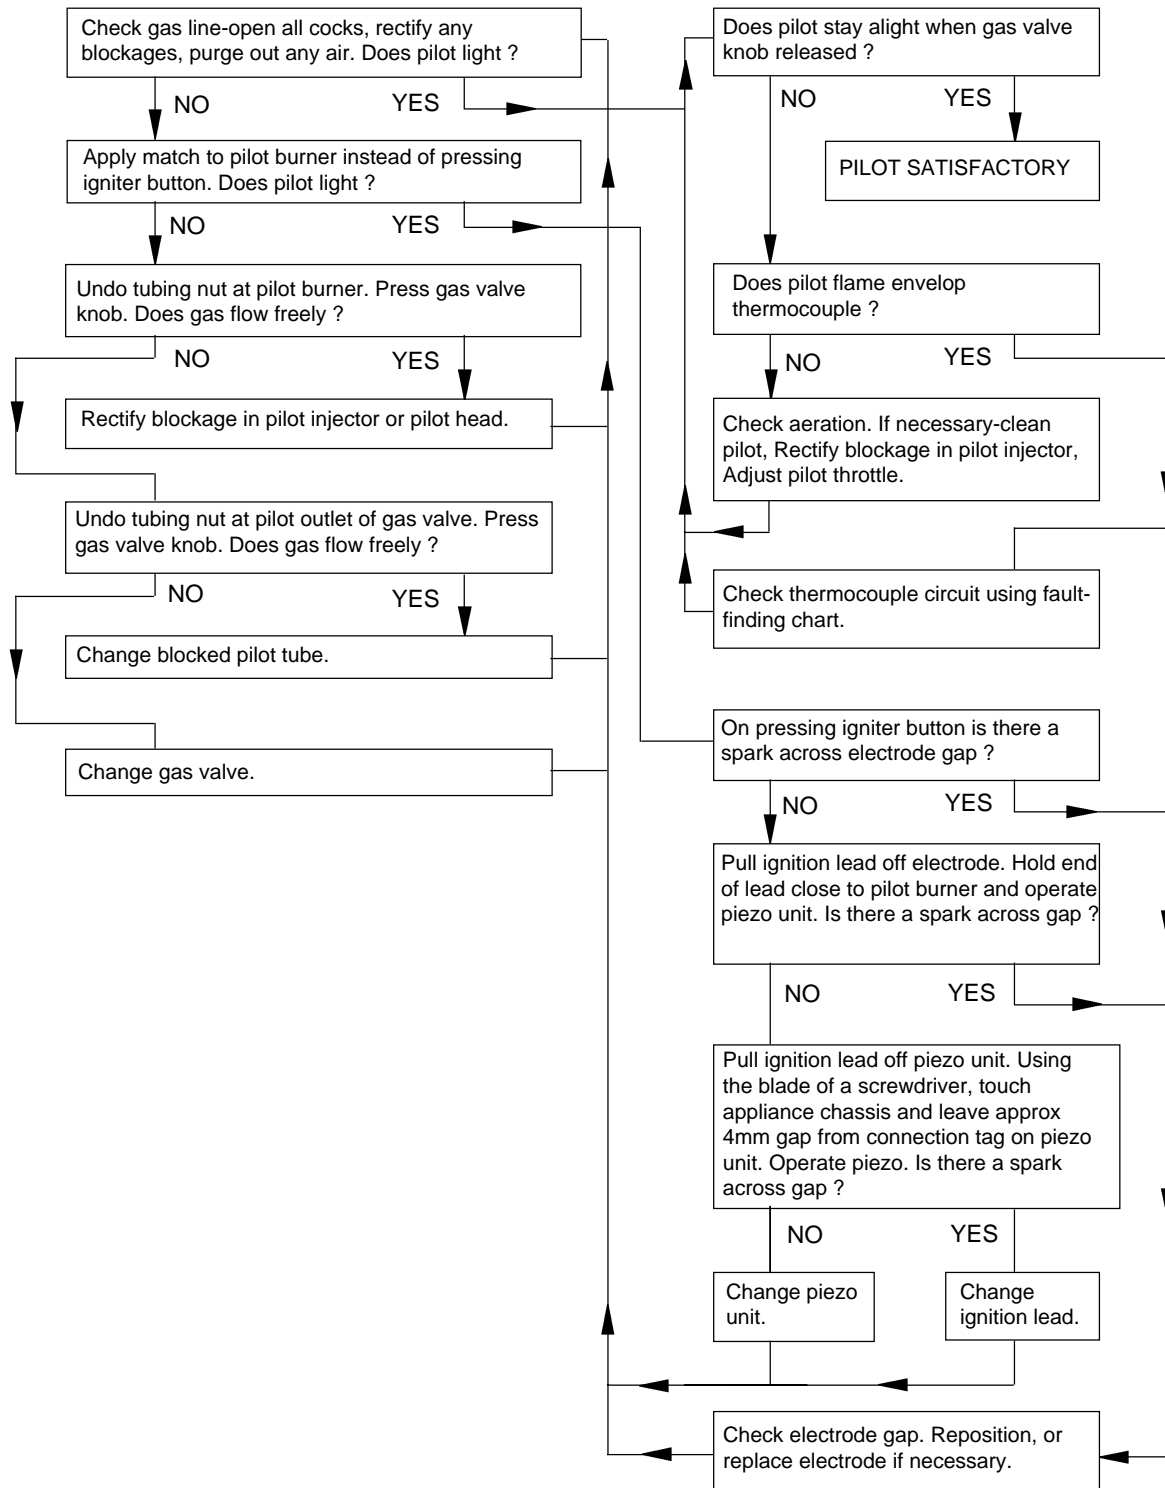 Check gas line-open all cocks, rectify any
blockages, purge out any air. Does pilot light ?
NO
YES
Apply match to pilot burner instead of pressing
igniter button. Does pilot light ?
NO
YES
Undo tubing nut at pilot burner. Press gas valve
knob. Does gas flow freely ?
NO
YES
Rectify blockage in pilot injector or pilot head.
Undo tubing nut at pilot outlet of gas valve. Press
gas valve knob. Does gas flow freely ?
NO
YES
Change blocked pilot tube.
Change gas valve.
Does pilot stay alight when gas valve
knob released ?
NO
YES
PILOT SATISFACTORY
Does pilot flame envelop
thermocouple ?
NO
YES
Check aeration. If necessary-clean
pilot, Rectify blockage in pilot injector,
Adjust pilot throttle.
Check thermocouple circuit using fault-
finding chart.
On pressing igniter button is there a
spark across electrode gap ?
NO
YES
Pull ignition lead off electrode. Hold end
of lead close to pilot burner and operate
piezo unit. Is there a spark across gap ?
NO
YES
Pull ignition lead off piezo unit. Using
the blade of a screwdriver, touch
appliance chassis and leave approx
4mm gap from connection tag on piezo
unit. Operate piezo. Is there a spark
across gap ?
NO
YES
Change piezo
unit.
Change
ignition lead.
Check electrode gap. Reposition, or
replace electrode if necessary.